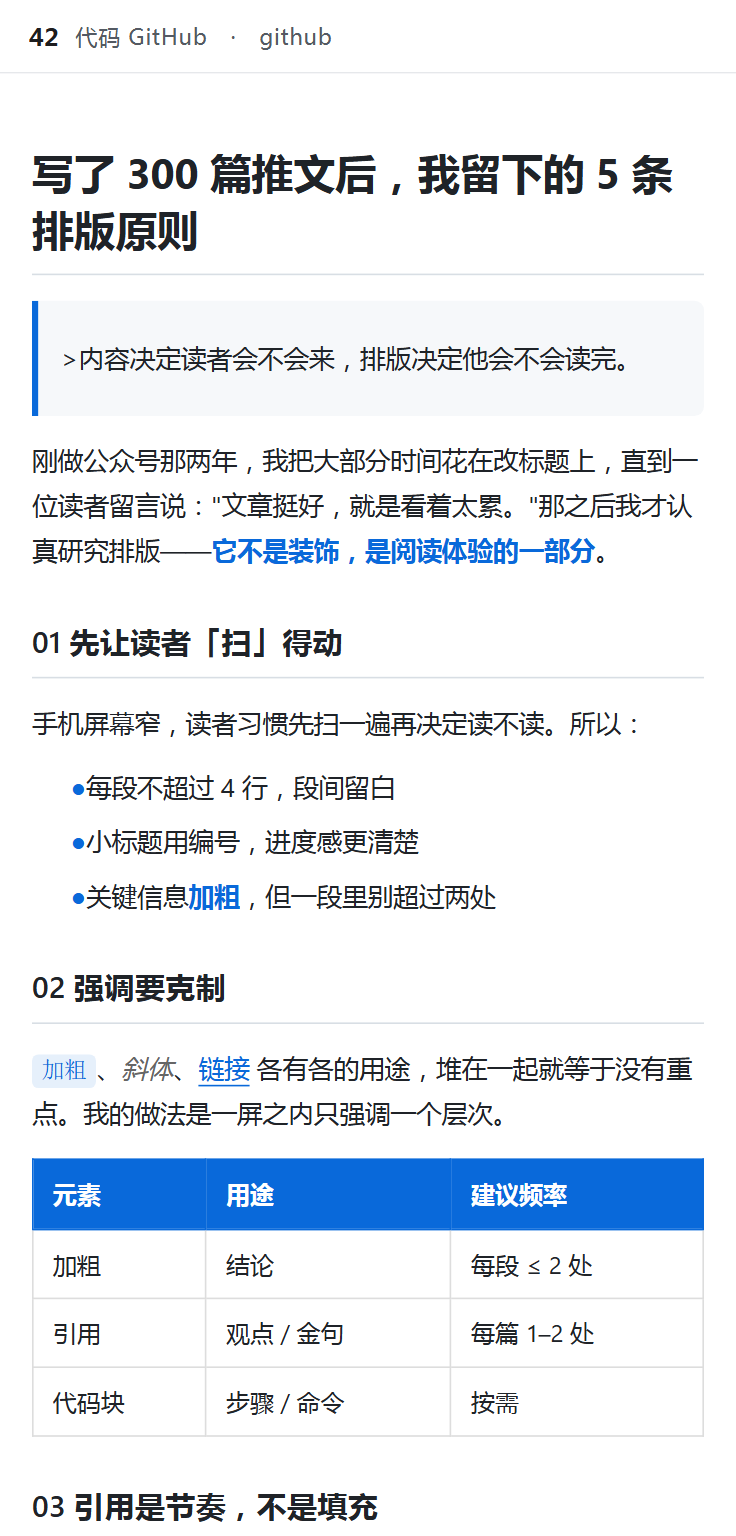 42 代码 GitHub · github
写了 300 篇推文后，我留下的 5 条
排版原则
>内容决定读者会不会来，排版决定他会不会读完。
刚做公众号那两年，我把大部分时间花在改标题上，直到一
位读者留言说："文章挺好，就是看着太累。"那之后我才认
真研究排版——它不是装饰，是阅读体验的一部分。
01 先让读者「扫」得动
手机屏幕窄，读者习惯先扫一遍再决定读不读。所以：
●每段不超过 4 行，段间留白
●小标题用编号，进度感更清楚
●关键信息加粗，但一段里别超过两处
02 强调要克制
加粗、斜体、链接 各有各的用途，堆在一起就等于没有重
点。我的做法是一屏之内只强调一个层次。
元素 用途 建议频率
加粗 结论 每段 ≤ 2 处
引用 观点 / 金句 每篇 1–2 处
代码块 步骤 / 命令 按需
03 引用是节奏，不是填充